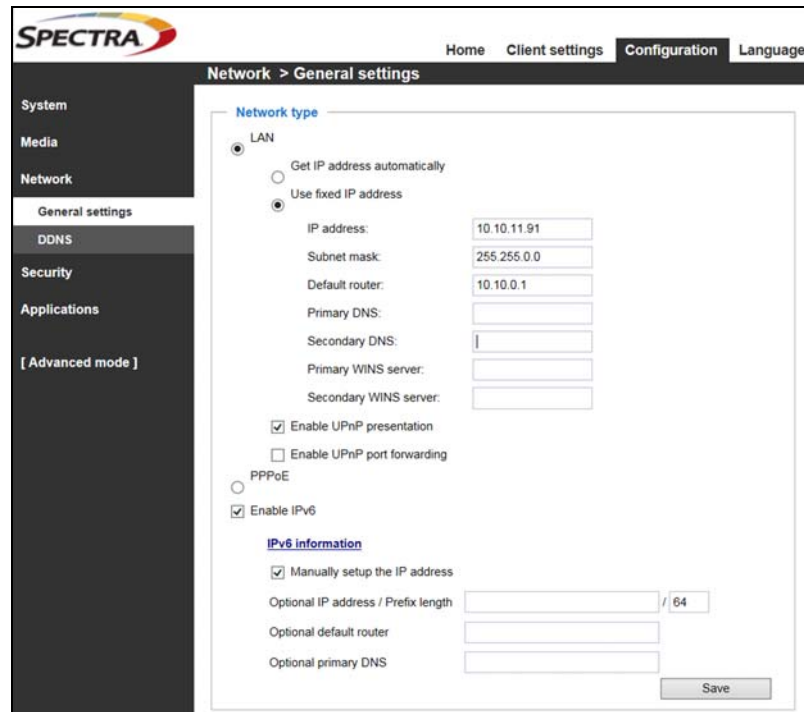 SPECTRA
Home Client settings Configuration Language
Network > General settings
System
Media
Network
General settings
DDNS
Security
Applications
[ Advanced mode ]
Network type
LAN
Get IP address automatically
Use fixed IP address
IP address: 10.10.11.91
Subnet mask: 255.255.0.0
Default router: 10.10.0.1
Primary DNS:
Secondary DNS:
Primary WINS server:
Secondary WINS server:
Enable UPnP presentation
Enable UPnP port forwarding
PPPoE
Enable IPv6
IPv6 information
Manually setup the IP address
Optional IP address / Prefix length / 64
Optional default router
Optional primary DNS
Save